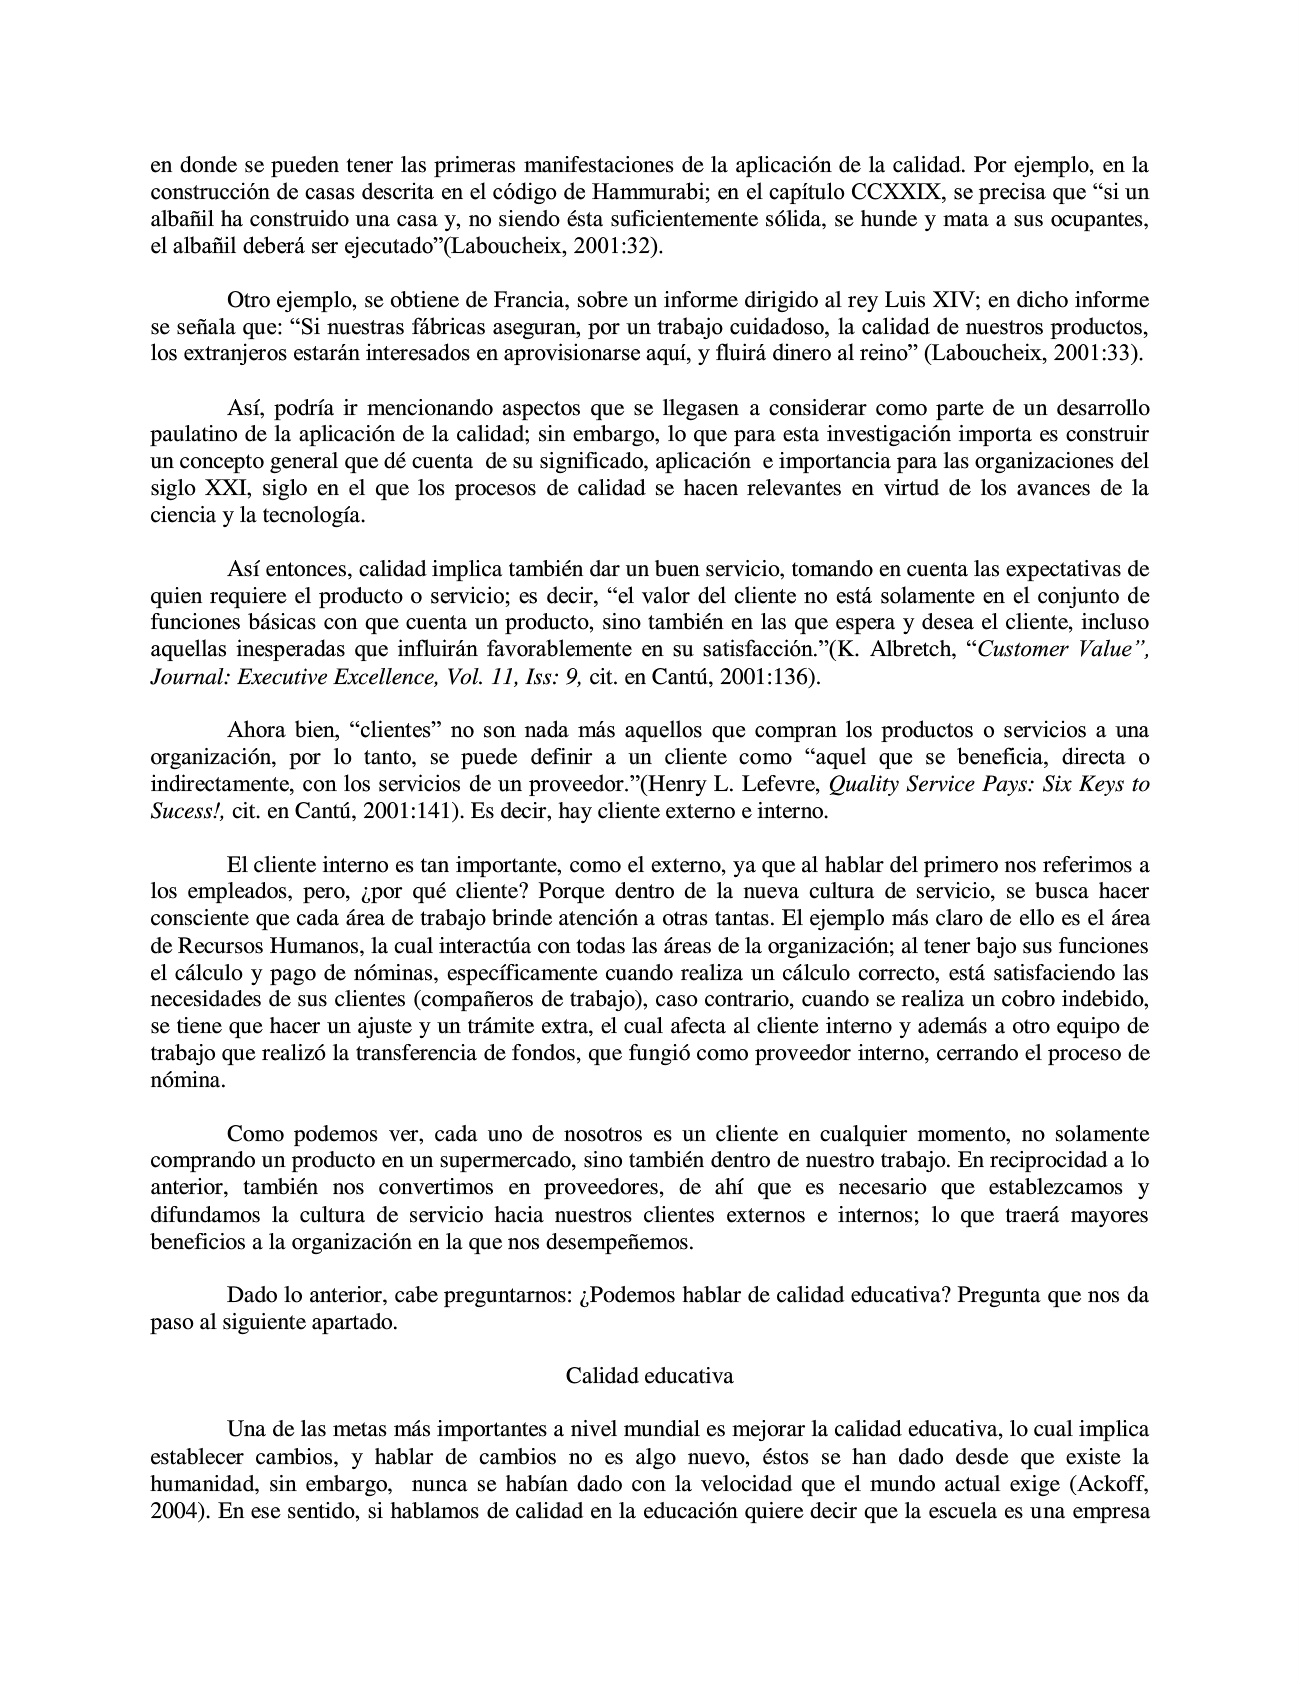 en donde se pueden tener las primeras manifestaciones de la aplicación de la calidad. Por ejemplo, en la
construcción de casas descrita en el código de Hammurabi; en el capítulo CCXXIX, se precisa que “si un
albañil ha construido una casa y, no siendo ésta suficientemente sólida, se hunde y mata a sus ocupantes,
el albañil deberá ser ejecutado”(Laboucheix, 2001:32).
Otro ejemplo, se obtiene de Francia, sobre un informe dirigido al rey Luis XIV; en dicho informe
se señala que: “Si nuestras fábricas aseguran, por un trabajo cuidadoso, la calidad de nuestros productos,
los extranjeros estarán interesados en aprovisionarse aquí, y fluirá dinero al reino” (Laboucheix, 2001:33).
Así, podría ir mencionando aspectos que se llegasen a considerar como parte de un desarrollo
paulatino de la aplicación de la calidad; sin embargo, lo que para esta investigación importa es construir
un concepto general que dé cuenta  de su significado, aplicación  e importancia para las organizaciones del
siglo XXI, siglo en el que los procesos de calidad se hacen relevantes en virtud de los avances de la
ciencia y la tecnología.
Así entonces, calidad implica también dar un buen servicio, tomando en cuenta las expectativas de
quien requiere el producto o servicio; es decir, “el valor del cliente no está solamente en el conjunto de
funciones básicas con que cuenta un producto, sino también en las que espera y desea el cliente, incluso
aquellas inesperadas que influirán favorablemente en su satisfacción.”(K. Albretch, “Customer Value”,
Journal: Executive Excellence, Vol. 11, Iss: 9, cit. en Cantú, 2001:136).
Ahora bien, “clientes” no son nada más aquellos que compran los productos o servicios a una
organización, por lo tanto, se puede definir a un cliente como “aquel que se beneficia, directa o
indirectamente, con los servicios de un proveedor.”(Henry L. Lefevre, Quality Service Pays: Six Keys to
Sucess!, cit. en Cantú, 2001:141). Es decir, hay cliente externo e interno.
El cliente interno es tan importante, como el externo, ya que al hablar del primero nos referimos a
los empleados, pero, ¿por qué cliente? Porque dentro de la nueva cultura de servicio, se busca hacer
consciente que cada área de trabajo brinde atención a otras tantas. El ejemplo más claro de ello es el área
de Recursos Humanos, la cual interactúa con todas las áreas de la organización; al tener bajo sus funciones
el cálculo y pago de nóminas, específicamente cuando realiza un cálculo correcto, está satisfaciendo las
necesidades de sus clientes (compañeros de trabajo), caso contrario, cuando se realiza un cobro indebido,
se tiene que hacer un ajuste y un trámite extra, el cual afecta al cliente interno y además a otro equipo de
trabajo que realizó la transferencia de fondos, que fungió como proveedor interno, cerrando el proceso de
nómina.
Como podemos ver, cada uno de nosotros es un cliente en cualquier momento, no solamente
comprando un producto en un supermercado, sino también dentro de nuestro trabajo. En reciprocidad a lo
anterior, también nos convertimos en proveedores, de ahí que es necesario que establezcamos y
difundamos la cultura de servicio hacia nuestros clientes externos e internos; lo que traerá mayores
beneficios a la organización en la que nos desempeñemos.
Dado lo anterior, cabe preguntarnos: ¿Podemos hablar de calidad educativa? Pregunta que nos da
paso al siguiente apartado.
Calidad educativa
Una de las metas más importantes a nivel mundial es mejorar la calidad educativa, lo cual implica
establecer cambios, y hablar de cambios no es algo nuevo, éstos se han dado desde que existe la
humanidad, sin embargo,  nunca se habían dado con la velocidad que el mundo actual exige (Ackoff,
2004). En ese sentido, si hablamos de calidad en la educación quiere decir que la escuela es una empresa